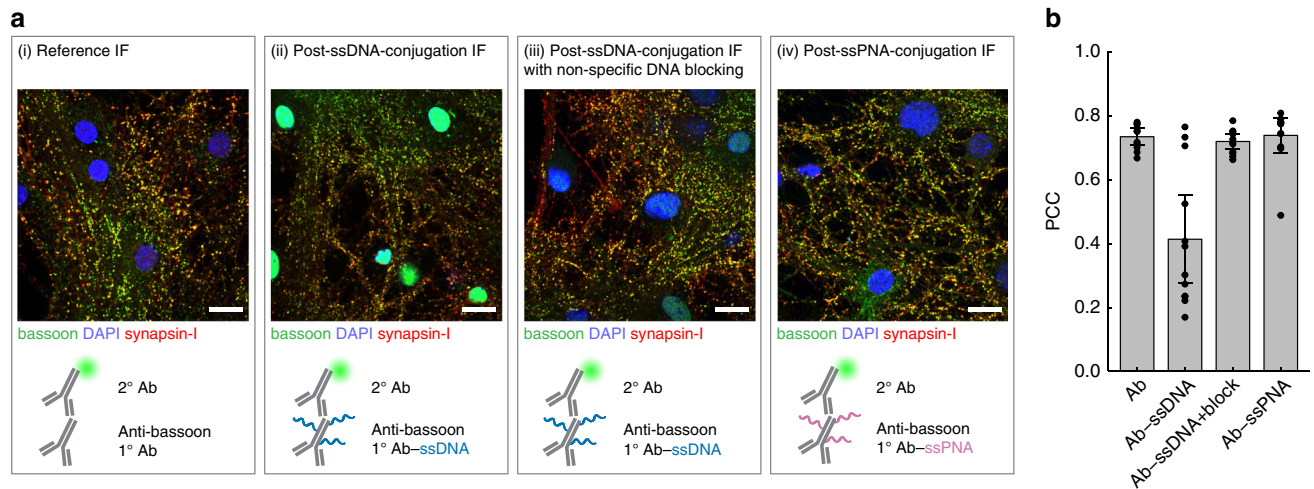 a
(i) Reference IF
(ii) Post-ssDNA-conjugation IF
(iii) Post-ssDNA-conjugation IF
with non-specific DNA blocking
(iv) Post-ssPNA-conjugation IF
bassoon DAPI synapsin-I
bassoon DAPI synapsin-I
bassoon DAPI synapsin-I
bassoon DAPI synapsin-I
2° Ab
Anti-bassoon
1° Ab
2° Ab
Anti-bassoon
1° Ab–ssDNA
2° Ab
Anti-bassoon
1° Ab–ssDNA
2° Ab
Anti-bassoon
1° Ab–ssPNA
b
PCC
1.0
0.8
0.6
0.4
0.2
0.0
Ab
Ab–ssDNA
Ab–ssDNA+block
Ab–ssPNA